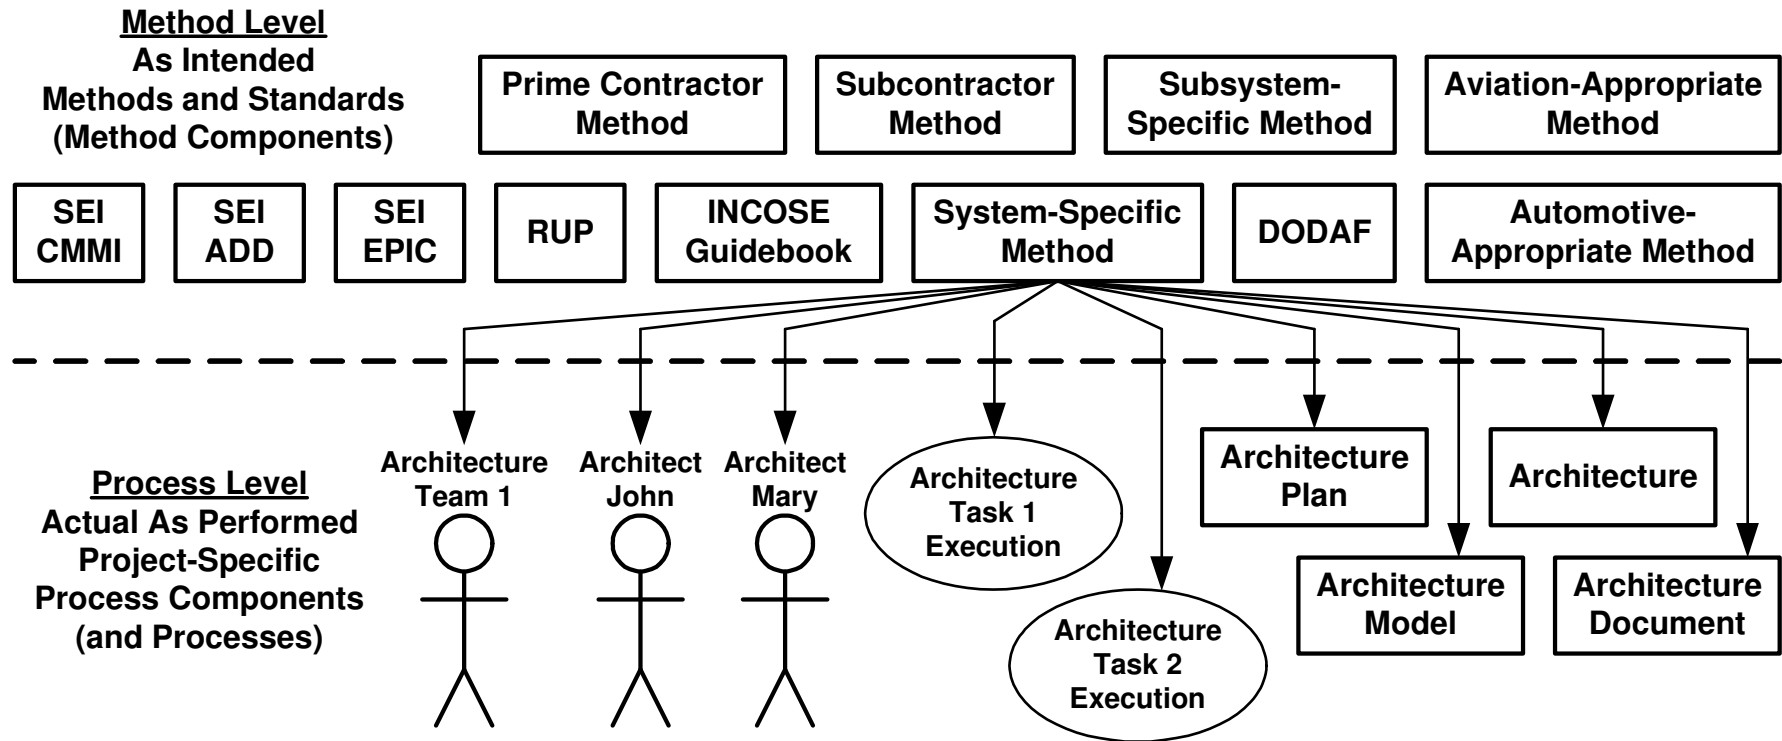 Method Level
As Intended
Methods and Standards
(Method Components)
Prime Contractor
Method
Subcontractor
Method
Subsystem-
Specific Method
Aviation-Appropriate
Method
SEI
CMMI
SEI
ADD
SEI
EPIC
RUP
INCOSE
Guidebook
System-Specific
Method
DODAF
Automotive-
Appropriate Method
Process Level
Actual As Performed
Project-Specific
Process Components
(and Processes)
Architecture
Team 1
Architect
John
Architect
Mary
Architecture
Task 1
Execution
Architecture
Task 2
Execution
Architecture
Plan
Architecture
Model
Architecture
Architecture
Document